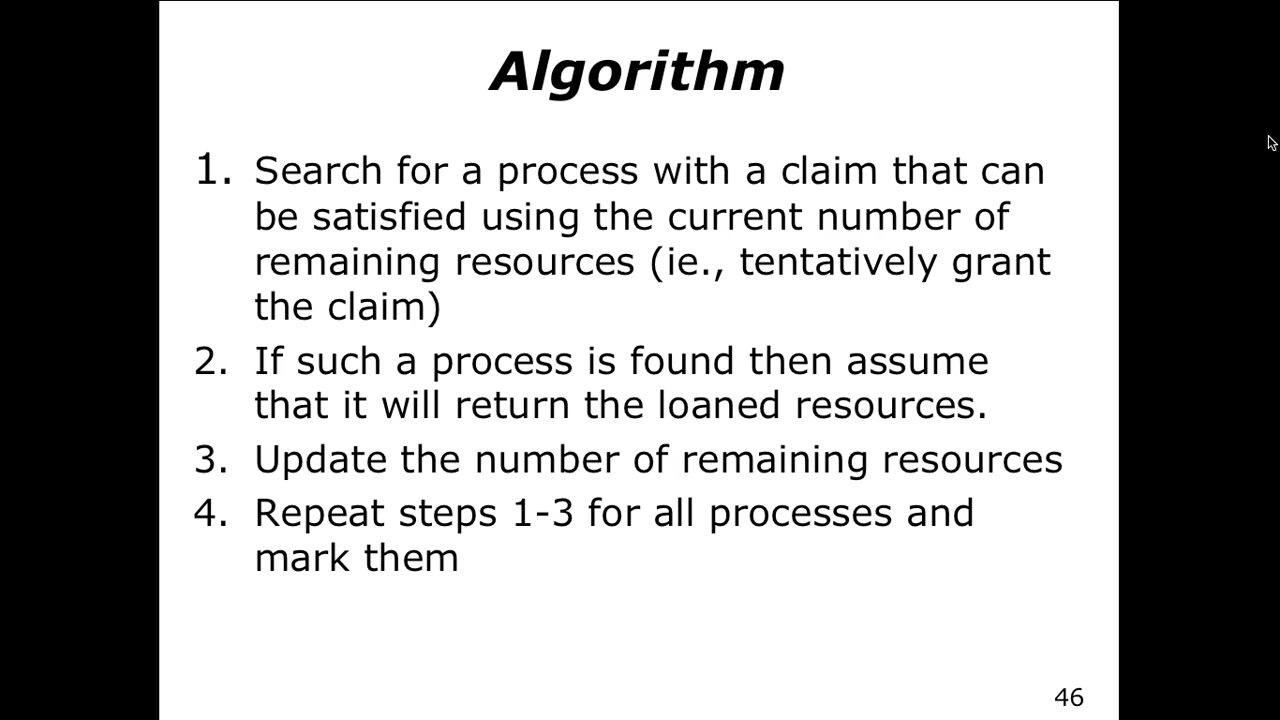 Algorithm
1. Search for a process with a claim that can
be satisfied using the current number of
remaining resources (ie., tentatively grant
the claim)
2. If such a process is found then assume
that it will return the loaned resources.
3. Update the number of remaining resources
4. Repeat steps 1-3 for all processes and
mark them
46